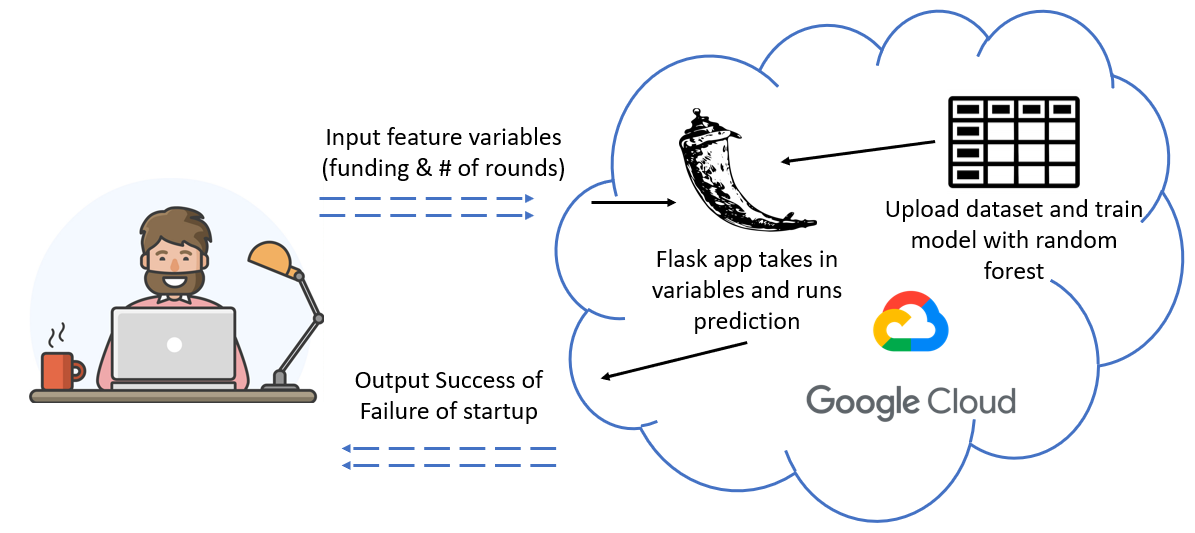 Input feature variables
(funding & # of rounds)
Flask app takes in
variables and runs
prediction
Upload dataset and train
model with random
forest
Google Cloud
Output Success of
Failure of startup